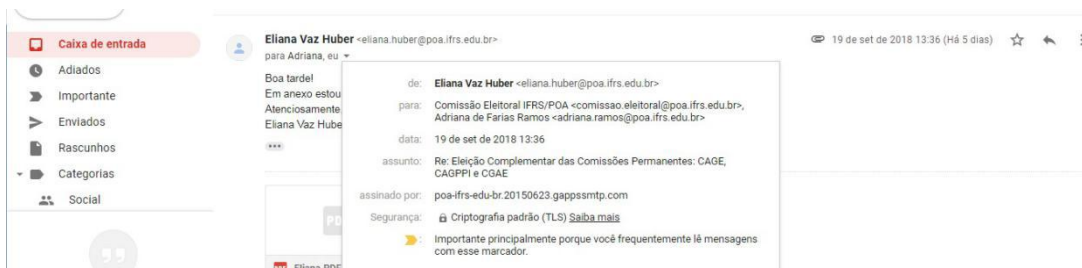 Caixa de entrada
Adiados
Importante
Enviados
Rascunhos
Categorias
Social
Eliana Vaz Huber <eliana.huber@poa.ifrs.edu.br>
19 de set de 2018 13:36 (Há 5 dias)
para Adriana, eu
Boa tarde!
Em anexo estou
Atenciosamente
Eliana Vaz Hube
de: Eliana Vaz Huber <eliana.huber@poa.ifrs.edu.br>
para: Comissão Eleitoral IFRS/POA <comissao.eleitoral@poa.ifrs.edu.br>,
Adriana de Farias Ramos <adriana.ramos@poa.ifrs.edu.br>
data: 19 de set de 2018 13:36
assunto: Re: Eleição Complementar das Comissões Permanentes: CAGE,
CAGPPI e CGAE
assinado por: poa-ifrs-edu-br.20150623.gappssmtp.com
Segurança: Criptografia padrão (TLS) Saiba mais
: Importante principalmente porque você frequentemente lê mensagens
com esse marcador.
PD
Eliana PDF